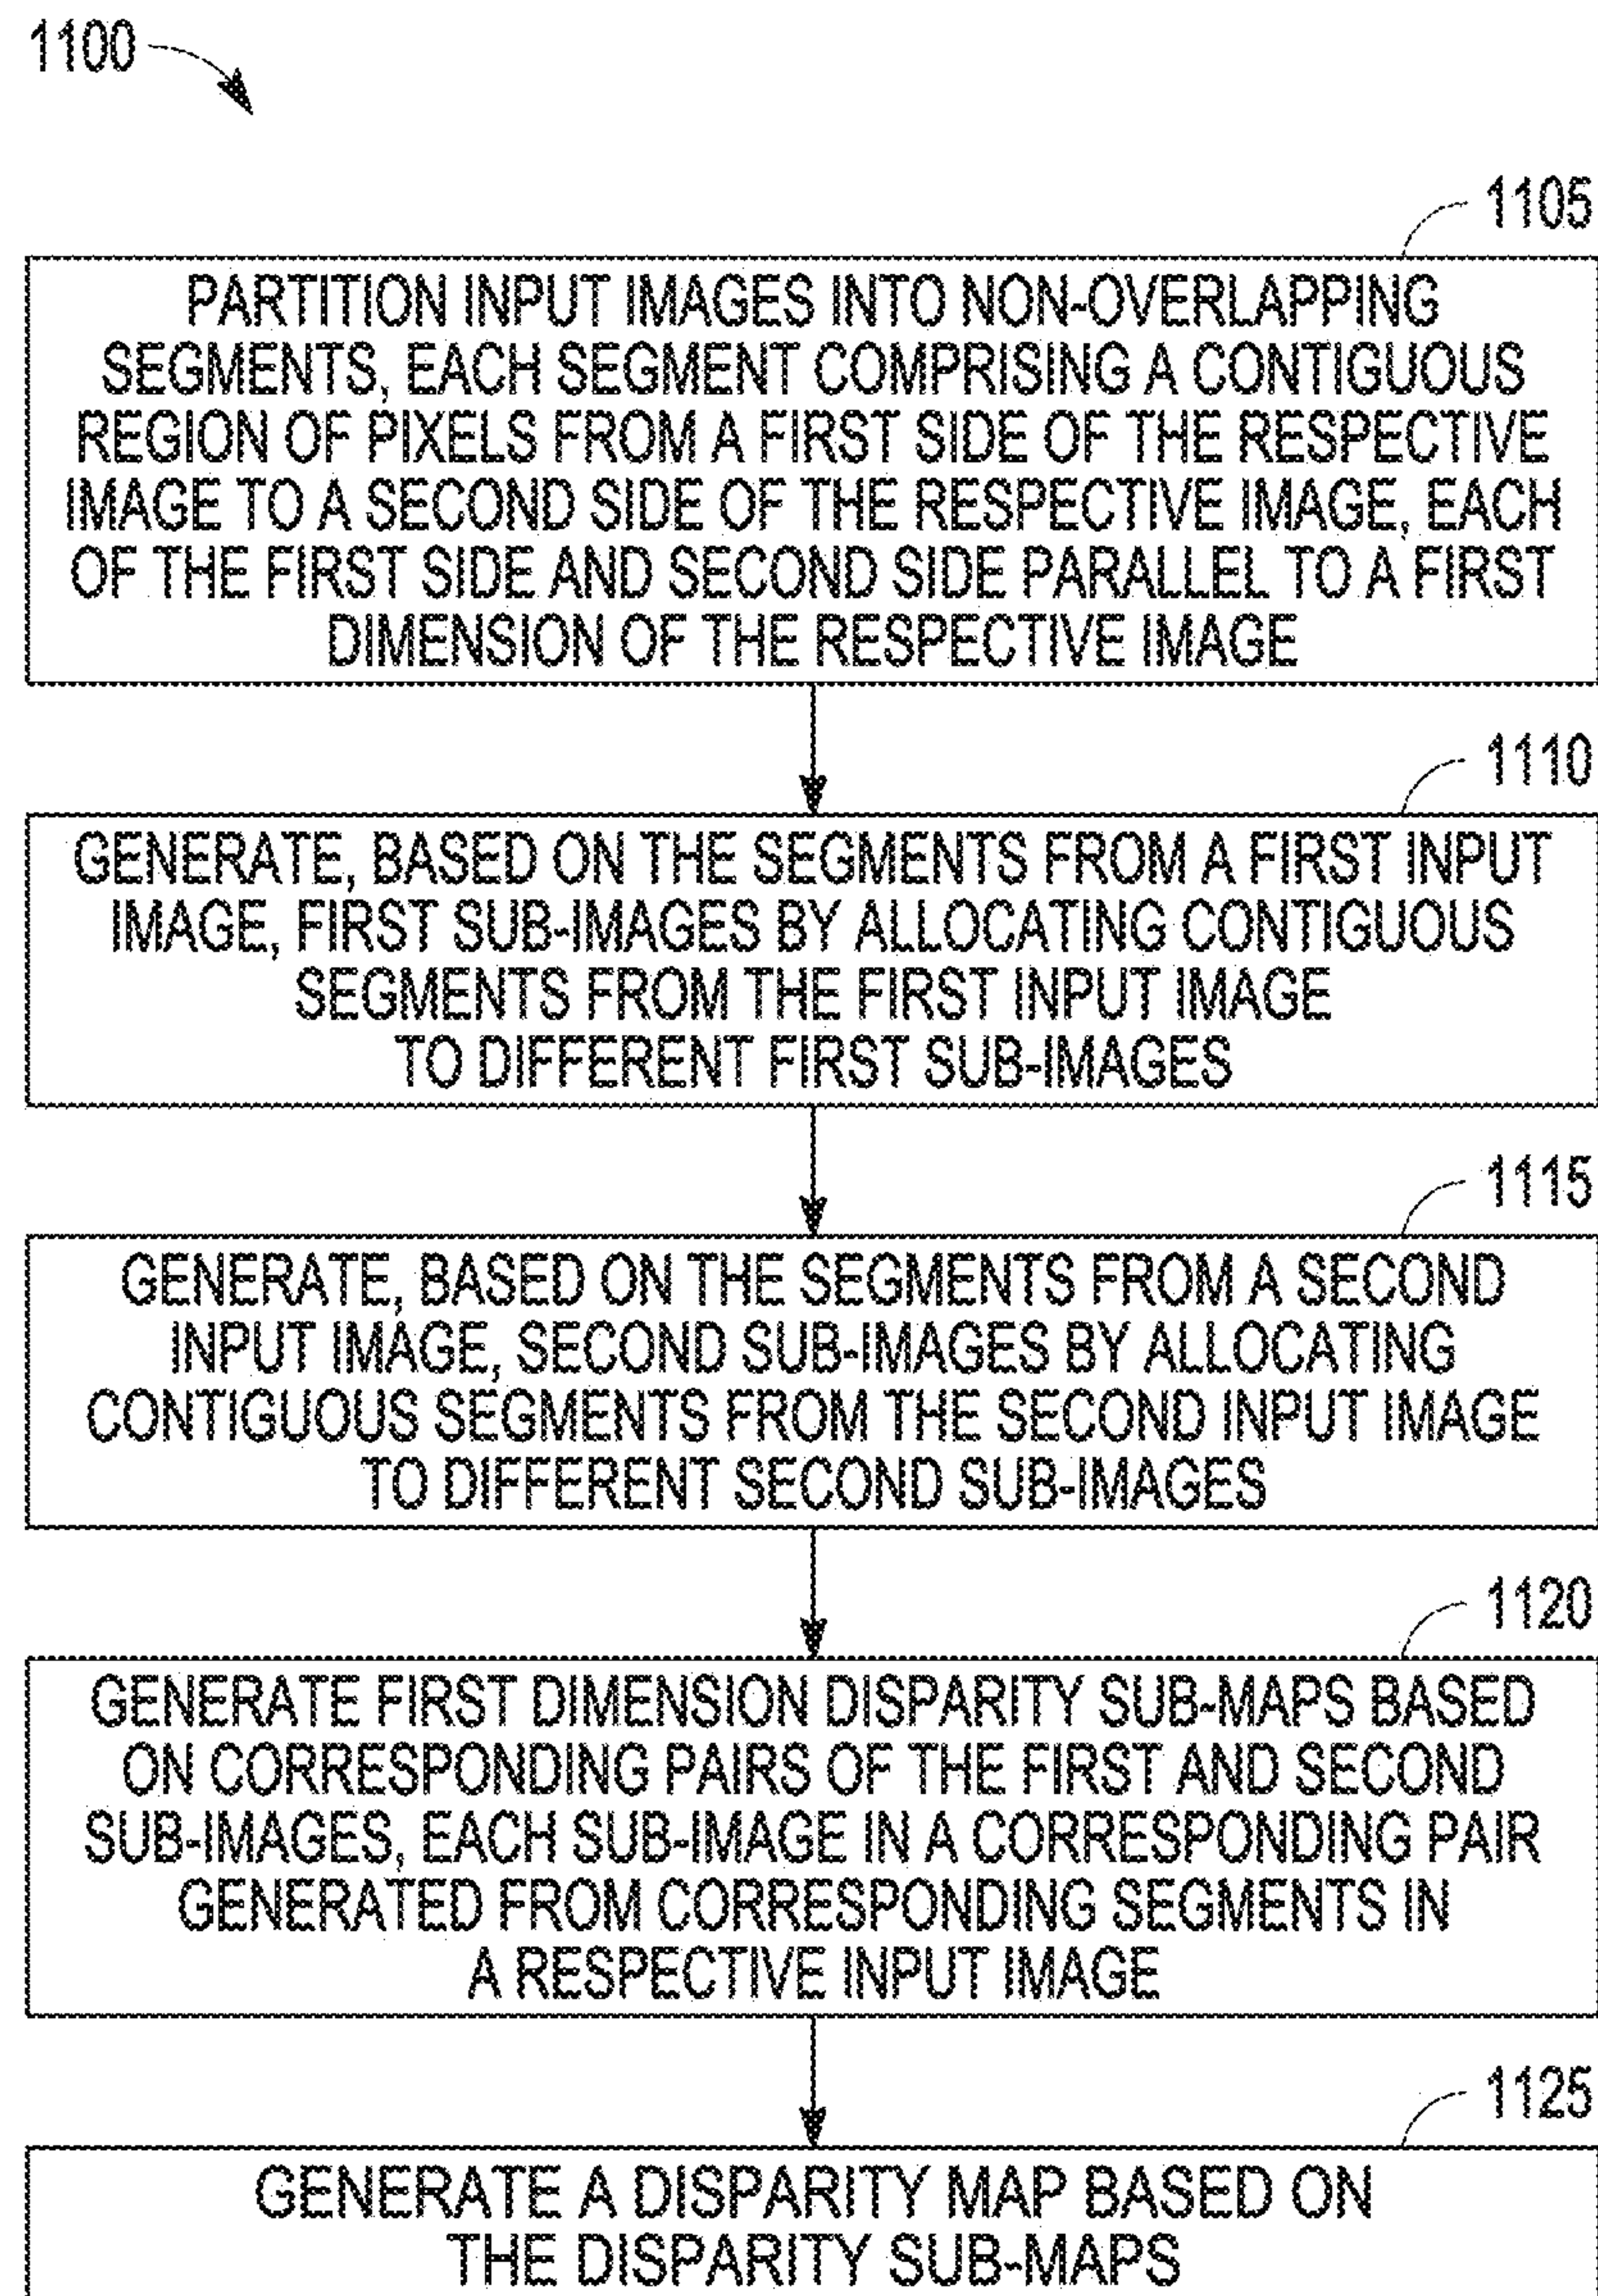 1100
1105
PARTITION INPUT IMAGES INTO NON-OVERLAPPING
SEGMENTS, EACH SEGMENT COMPRISING A CONTIGUOUS
REGION OF PIXELS FROM A FIRST SIDE OF THE RESPECTIVE
IMAGE TO A SECOND SIDE OF THE RESPECTIVE IMAGE, EACH
OF THE FIRST SIDE AND SECOND SIDE PARALLEL TO A FIRST
DIMENSION OF THE RESPECTIVE IMAGE
1110
GENERATE, BASED ON THE SEGMENTS FROM A FIRST INPUT
IMAGE, FIRST SUB-IMAGES BY ALLOCATING CONTIGUOUS
SEGMENTS FROM THE FIRST INPUT IMAGE
TO DIFFERENT FIRST SUB-IMAGES
1115
GENERATE, BASED ON THE SEGMENTS FROM A SECOND
INPUT IMAGE, SECOND SUB-IMAGES BY ALLOCATING
CONTIGUOUS SEGMENTS FROM THE SECOND INPUT IMAGE
TO DIFFERENT SECOND SUB-IMAGES
1120
GENERATE FIRST DIMENSION DISPARITY SUB-MAPS BASED
ON CORRESPONDING PAIRS OF THE FIRST AND SECOND
SUB-IMAGES, EACH SUB-IMAGE IN A CORRESPONDING PAIR
GENERATED FROM CORRESPONDING SEGMENTS IN
A RESPECTIVE INPUT IMAGE
1125
GENERATE A DISPARITY MAP BASED ON
THE DISPARITY SUB-MAPS